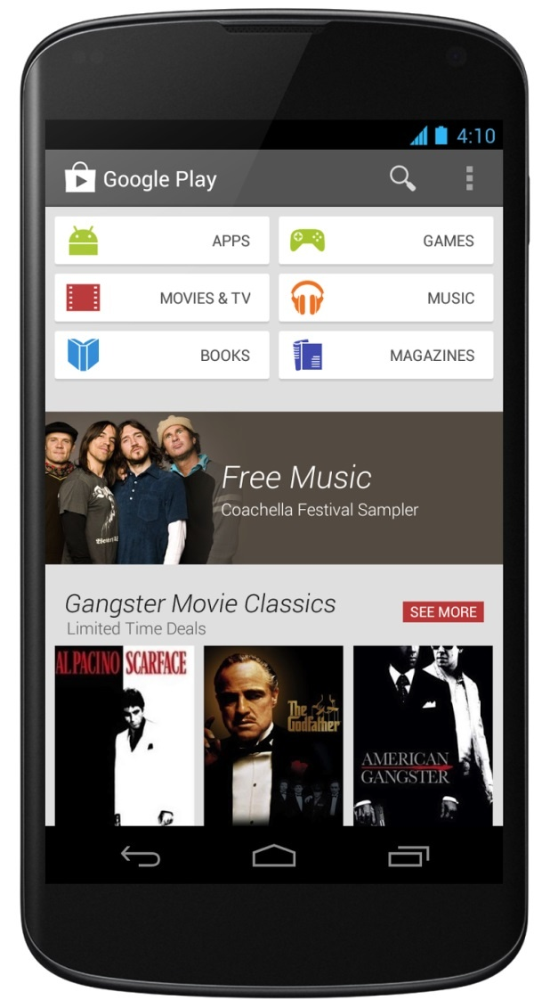 4:10
Google Play
APPS
GAMES
MOVIES & TV
MUSIC
BOOKS
MAGAZINES
Free Music
Coachella Festival Sampler
Gangster Movie Classics
Limited Time Deals
SEE MORE
AL PACINO SCARFACE
The
Godfather
AMERICAN
GANGSTER